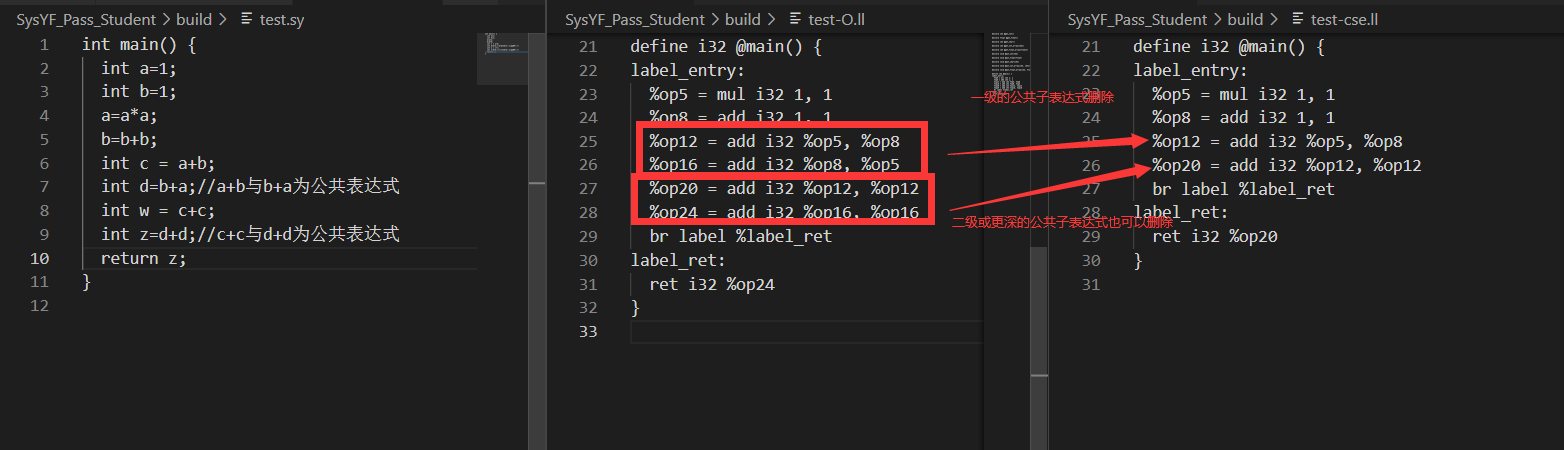 SysYF_Pass_Student > build > test.sy
1 int main() {
2 int a=1;
3 int b=1;
4 a=a*a;
5 b=b+b;
6 int c = a+b;
7 int d=b+a;//a+b与b+a为公共表达式
8 int w = c+c;
9 int z=d+d;//c+c与d+d为公共表达式
10 return z;
11 }
12
SysYF_Pass_Student > build > test-O.ll
21 define i32 @main() {
22 label_entry:
23 %op5 = mul i32 1, 1
24 %op8 = add i32 1, 1
25 %op12 = add i32 %op5, %op8
26 %op16 = add i32 %op8, %op5
27 %op20 = add i32 %op12, %op12
28 %op24 = add i32 %op16, %op16
29 br label %label_ret
30 label_ret:
31 ret i32 %op24
32 }
33
一级的公共子表达式删除
二级或更深的公共子表达式也可以删除
SysYF_Pass_Student > build > test-cse.ll
21 define i32 @main() {
22 label_entry:
23 %op5 = mul i32 1, 1
24 %op8 = add i32 1, 1
25 %op12 = add i32 %op5, %op8
26 %op20 = add i32 %op12, %op12
27 br label %label_ret
28 label_ret:
29 ret i32 %op20
30 }
31